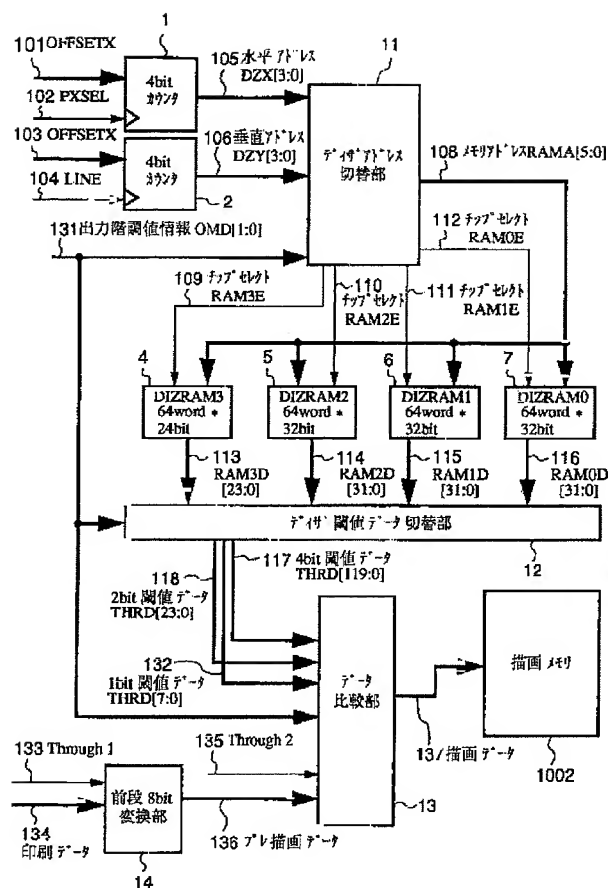 1
101 OFFSETX
4bit
カウンタ
102 PXSEL
105 水平アドレス
DZX[3:0]
11
ディザアドレス
切替部
103 OFFSETX
4bit
カウンタ
104 LINE
2
106 垂直アドレス
DZY[3:0]
108 メモリアドレスRAMA[5:0]
131 出力階調値情報 OMD[1:0]
112 チップセレクト
RAM0E
109 チップセレクト
RAM3E
110
チップセレクト
RAM2E
111 チップセレクト
RAM1E
4
DIZRAM3
64word *
24bit
5
DIZRAM2
64word *
32bit
6
DIZRAM1
64word *
32bit
7
DIZRAM0
64word *
32bit
113
RAM3D
[23:0]
114
RAM2D
[31:0]
115
RAM1D
[31:0]
116
RAM0D
[31:0]
ディザ閾値データ切替部
12
117 4bit 閾値データ
THRD[119:0]
118
2bit 閾値データ
THRD[23:0]
132
1bit 閾値データ
THRD[7:0]
データ
比較部
13
描画メモリ
1002
137 描画データ
133 Through 1
134
印刷データ
前段 8bit
変換部
14
135 Through 2
136 プレ描画データ